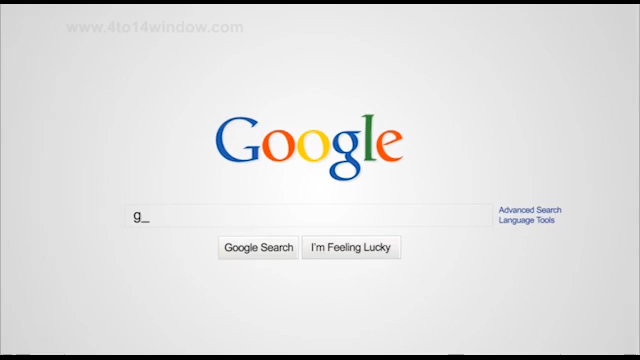 www.4to14window.com
Google
g_
Advanced Search
Language Tools
Google Search
I'm Feeling Lucky